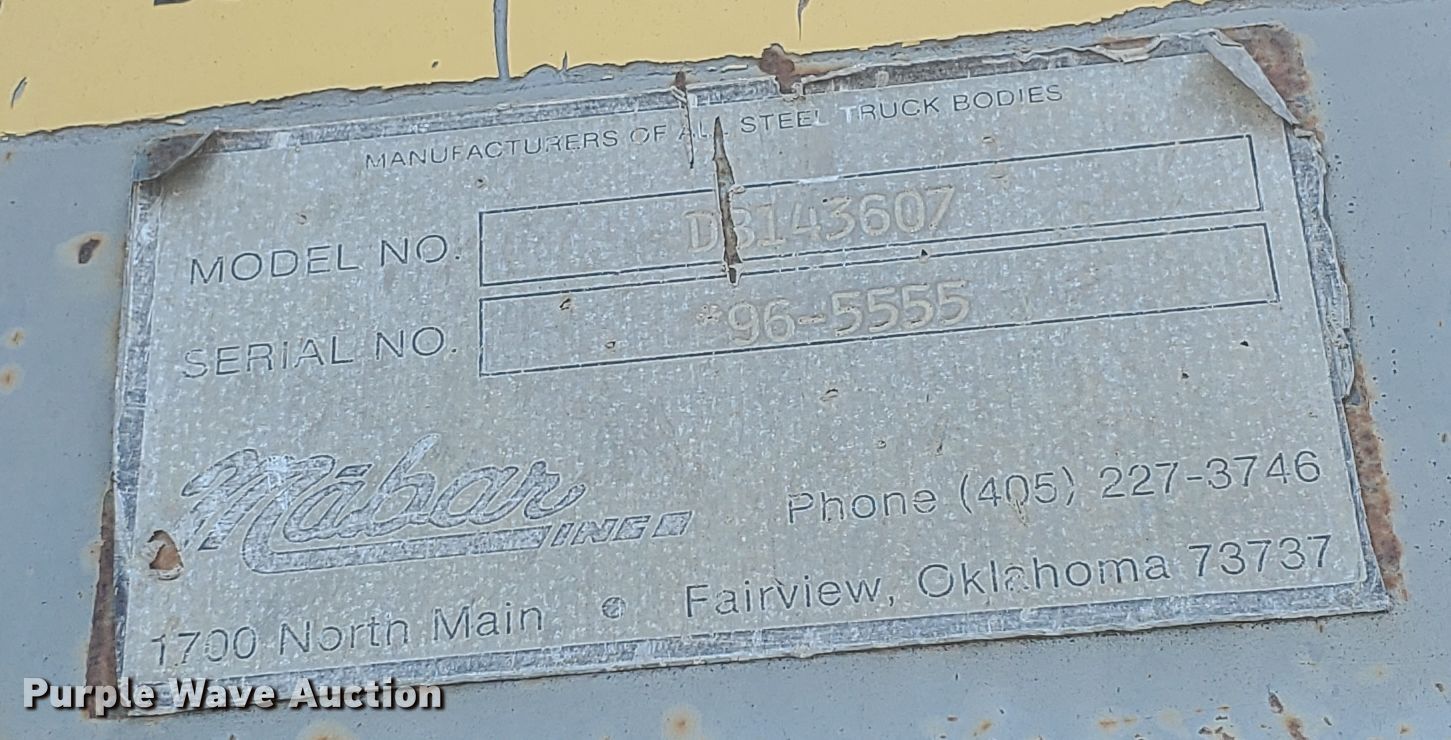 MANUFACTURERS OF ALL STEEL TRUCK BODIES
MODEL NO. DB143607
SERIAL NO. *96-5555
Mābar INC
Phone (405) 227-3746
1700 North Main • Fairview, Oklahoma 73737
Purple Wave Auction